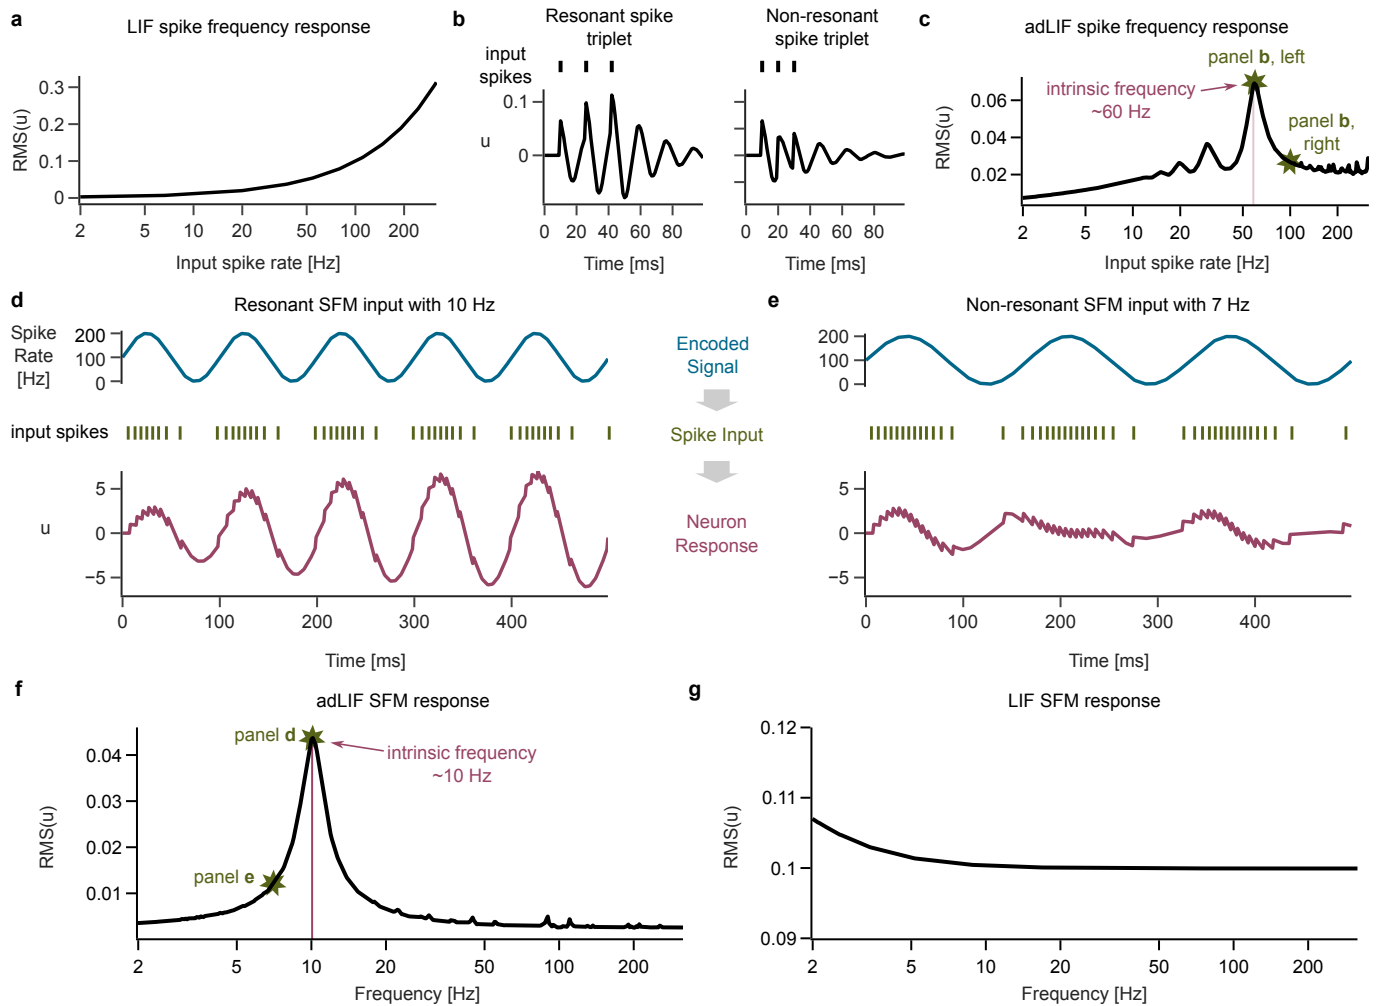 a
LIF spike frequency response
RMS(u)
0.3
0.2
0.1
0
2 5 10 20 50 100 200
Input spike rate [Hz]
b
Resonant spike
triplet
Non-resonant
spike triplet
input
spikes
0.1
u
0
0 20 40 60 80
Time [ms]
0 20 40 60 80
Time [ms]
c
adLIF spike frequency response
panel b, left
intrinsic frequency
~60 Hz
panel b,
right
RMS(u)
0.06
0.04
0.02
2 5 10 20 50 100 200
Input spike rate [Hz]
d
Resonant SFM input with 10 Hz
Spike
Rate
[Hz]
200
100
0
input spikes
u
5
0
−5
0 100 200 300 400
Time [ms]
Encoded
Signal
Spike Input
Neuron
Response
e
Non-resonant SFM input with 7 Hz
200
100
0
5
0
−5
0 100 200 300 400
Time [ms]
f
adLIF SFM response
panel d
intrinsic frequency
~10 Hz
panel e
RMS(u)
0.04
0.03
0.02
0.01
2 5 10 20 50 100 200
Frequency [Hz]
g
LIF SFM response
RMS(u)
0.12
0.11
0.1
0.09
2 5 10 20 50 100 200
Frequency [Hz]